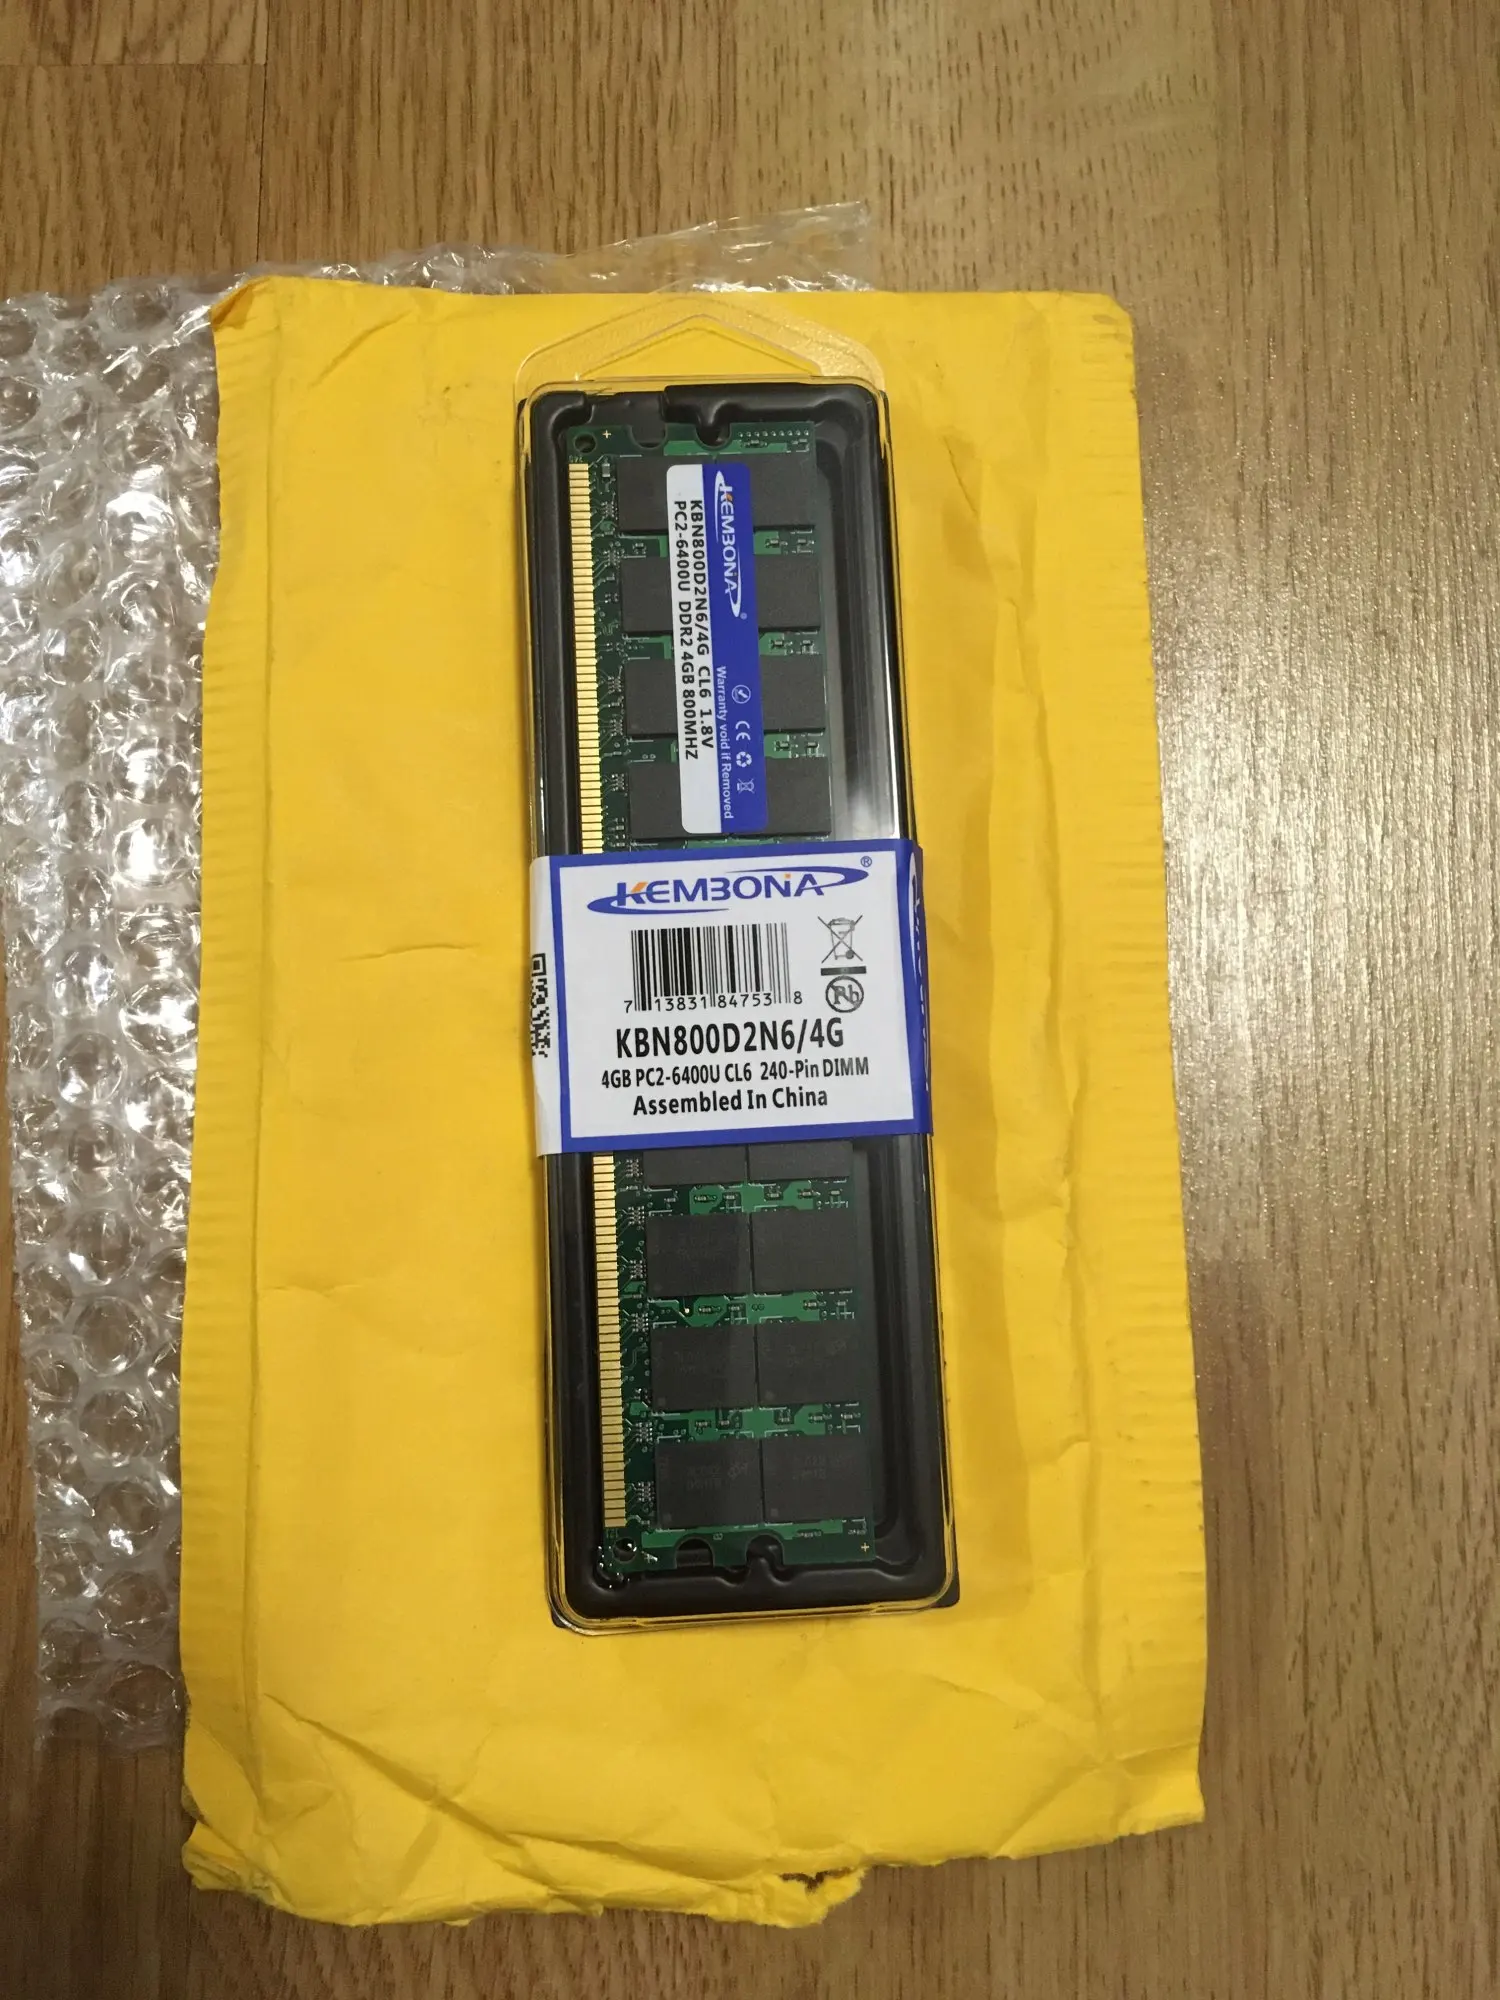 KEMBONA
Warranty void if Removed
KBN800D2N6/4G CL6 1.8V
PC2-6400U DDR2 4GB 800MHZ
KEMBONA®
7 13831 84753 8
Pb
KBN800D2N6/4G
4GB PC2-6400U CL6 240-Pin DIMM
Assembled In China